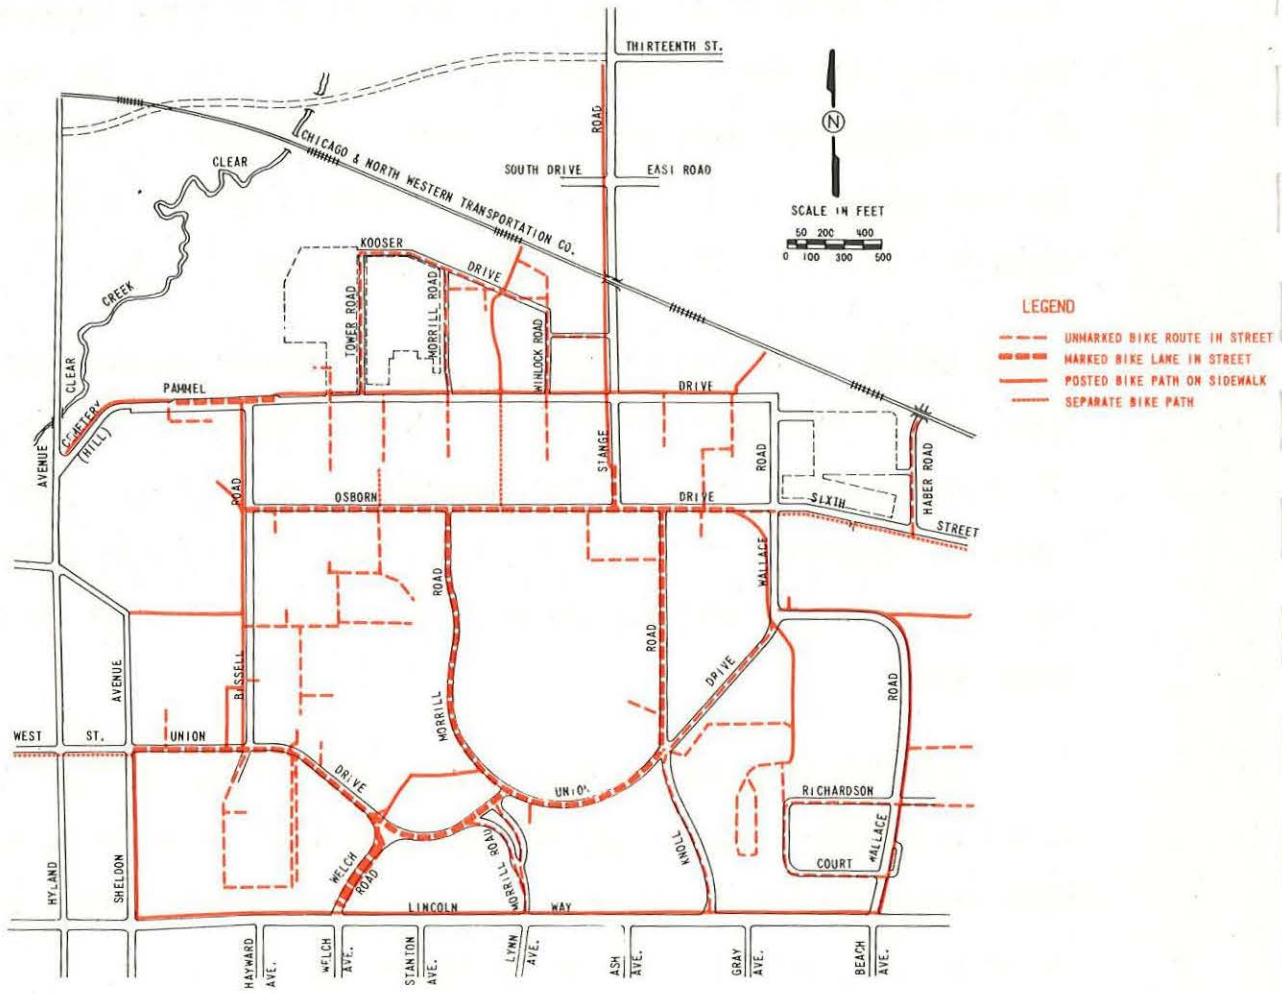 THIRTEENTH ST.
ROAD
N
CLEAR
CHICAGO & NORTH WESTERN TRANSPORTATION CO.
SOUTH DRIVE
EAST ROAD
SCALE IN FEET
50 200 400
0 100 300 500
KOOSER
DRIVE
CREEK
TOWER ROAD
MORRILL ROAD
WINLOCK ROAD
LEGEND
UNMARKED BIKE ROUTE IN STREET
MARKED BIKE LANE IN STREET
POSTED BIKE PATH ON SIDEWALK
SEPARATE BIKE PATH
CLEAR
PAMMEL
DRIVE
CEMETERY
(HILL)
AVENUE
ROAD
STANGE
ROAD
HABER ROAD
OSBORN
DRIVE
SIXTH
STREET
ROAD
WALLACE
ROAD
AVENUE
BISSELL
MORRILL
DRIVE
ROAD
WEST ST.
UNION
DRIVE
UNION
RICHARDSON
WALLACE
COURT
HYLAND
SHELDON
WELCH
ROAD
MORRILL ROAD
KNOLL
LINCOLN WAY
HAYWARD
AVE.
WELCH
AVE.
STANTON
AVE.
LYNN
AVE.
ASH
AVE.
GRAY
AVE.
BEACH
AVE.